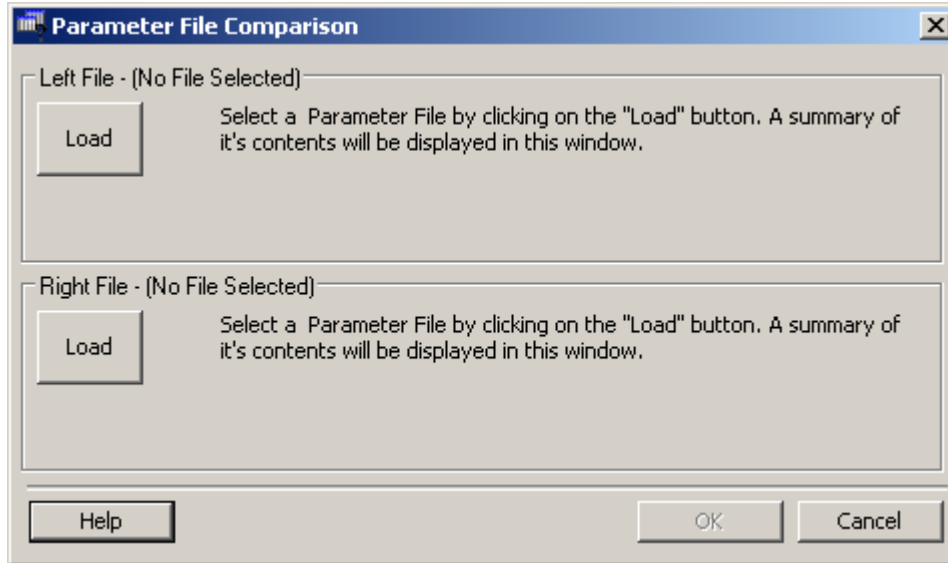 Parameter File Comparison
Left File - (No File Selected)
Load
Select a  Parameter File by clicking on the "Load" button. A summary of
it's contents will be displayed in this window.
Right File - (No File Selected)
Load
Select a  Parameter File by clicking on the "Load" button. A summary of
it's contents will be displayed in this window.
Help
OK
Cancel